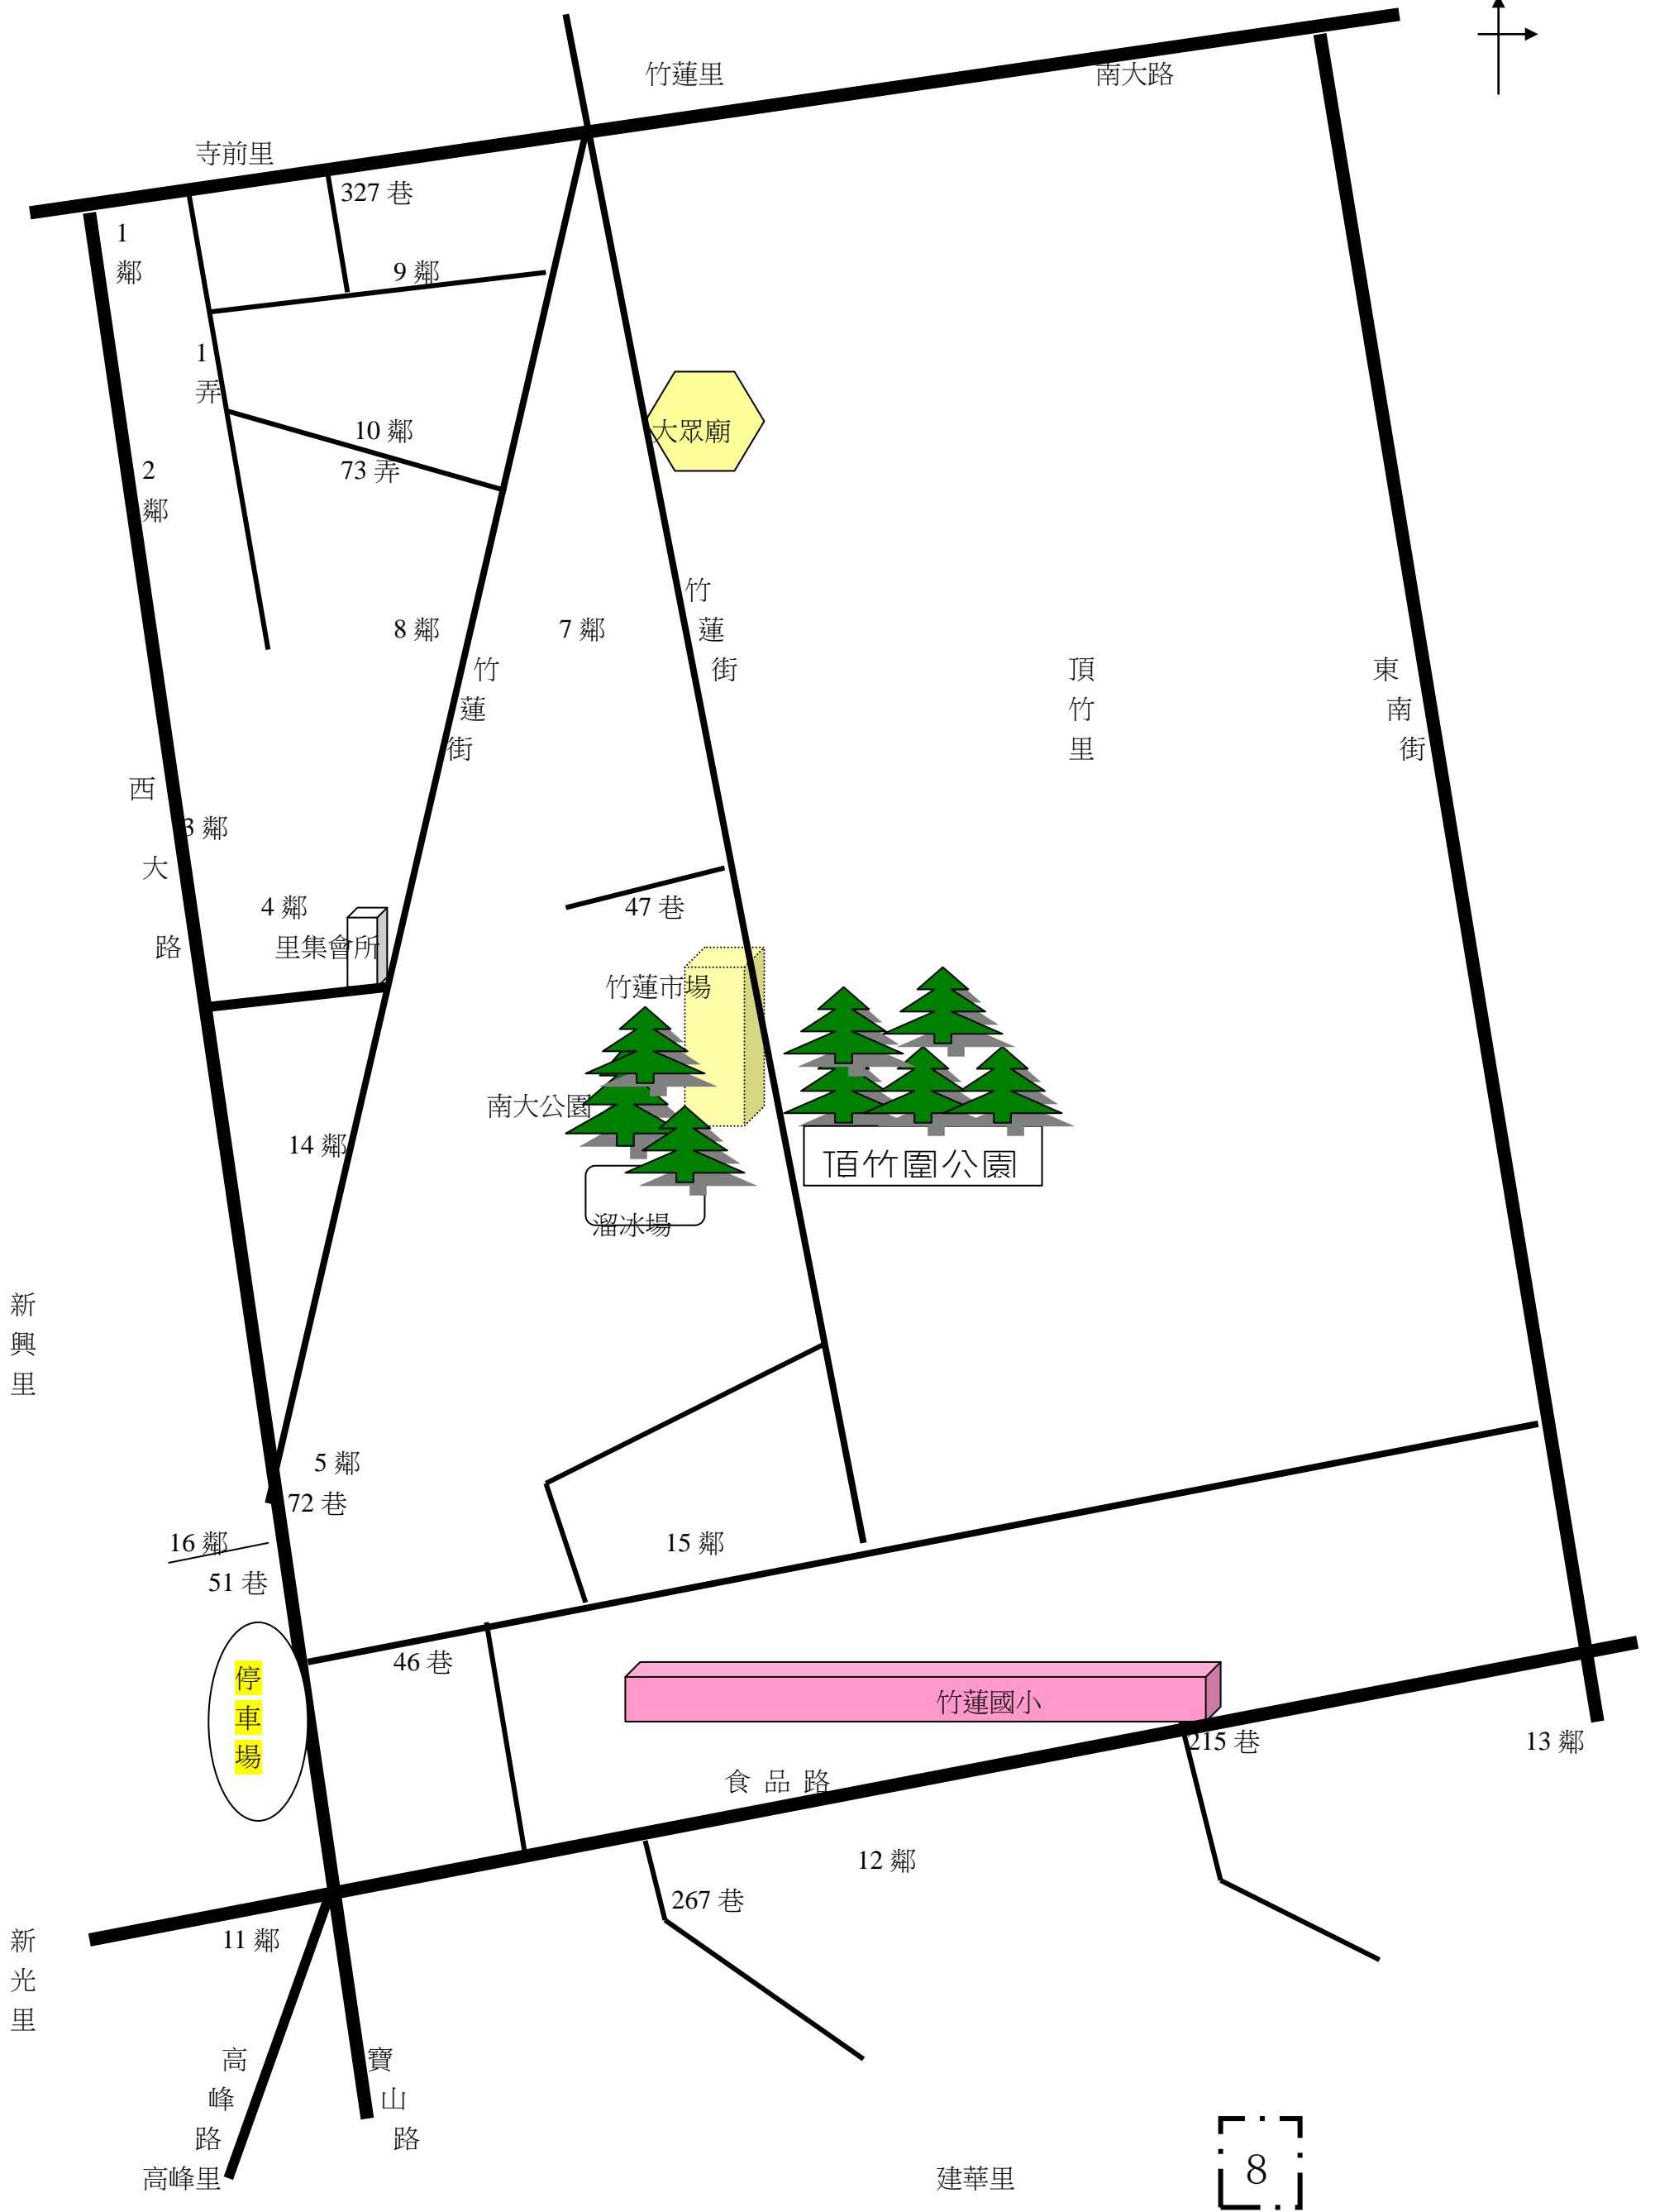 竹蓮里
南大路
寺前里
327 巷
1
鄰
9 鄰
1
弄
10 鄰
73 弄
大眾廟
2
鄰
8 鄰
7 鄰
竹
蓮
街
竹
蓮
街
頂
竹
里
東
南
街
西
大
路
3 鄰
4 鄰
里集會所
47 巷
竹蓮市場
南大公園
14 鄰
頂竹圍公園
溜冰場
新
興
里
5 鄰
72 巷
16 鄰
51 巷
15 鄰
46 巷
停
車
場
竹蓮國小
215 巷
13 鄰
食 品 路
12 鄰
267 巷
11 鄰
新
光
里
高
峰
路
寶
山
路
高峰里
建華里
8